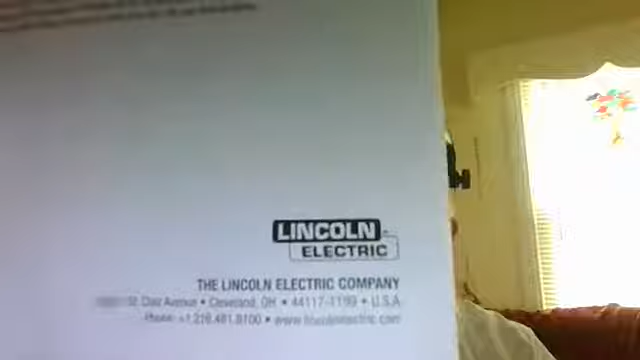 LINCOLN
ELECTRIC
THE LINCOLN ELECTRIC COMPANY
St. Clair Avenue • Cleveland, OH • 44117-1199 • U.S.A.
Phone: +1.216.481.8100 • www.lincolnelectric.com